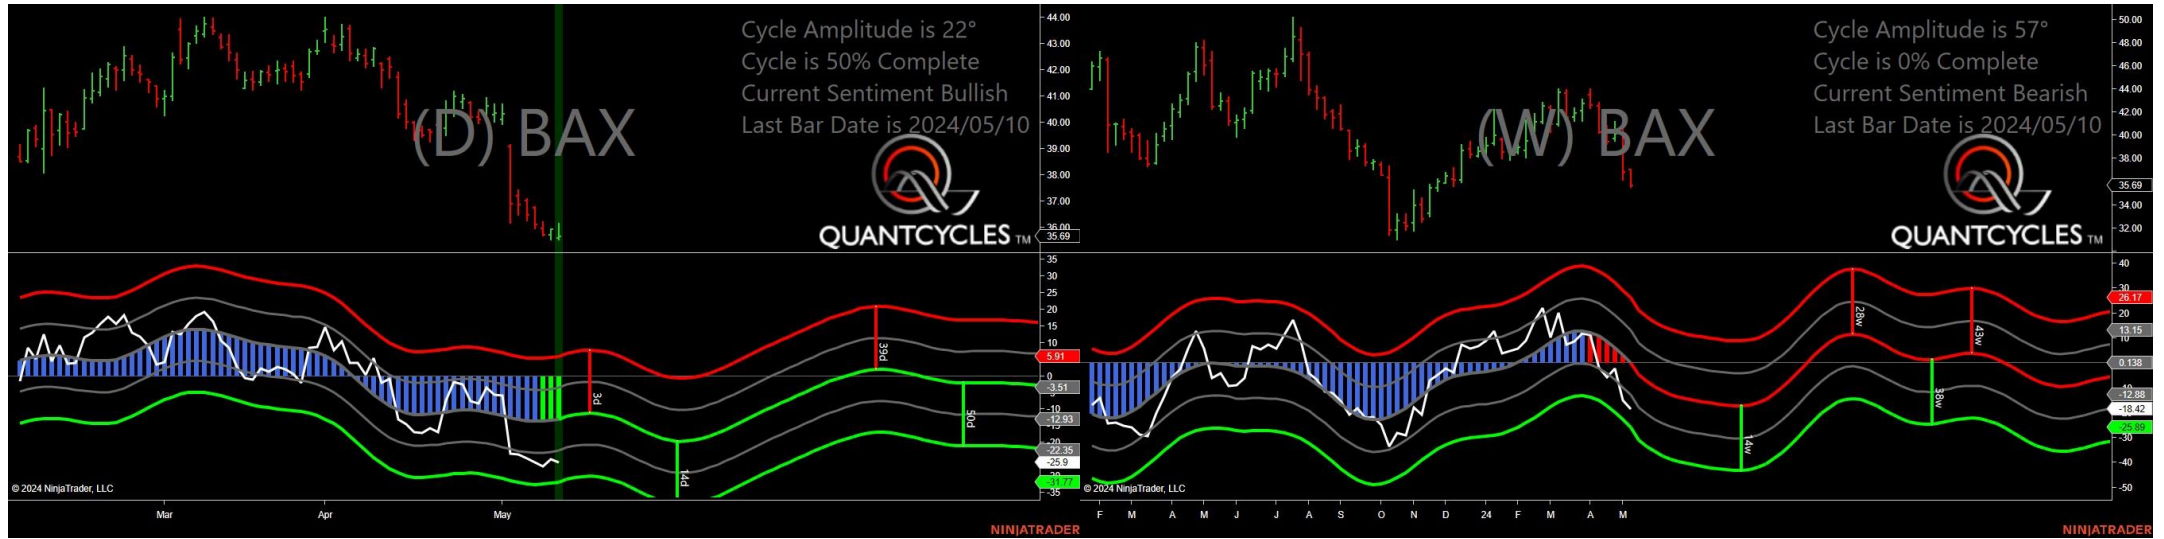 Cycle Amplitude is 22°
Cycle is 50% Complete
Current Sentiment Bullish
Last Bar Date is 2024/05/10
(D) BAX
QUANTCYCLES TM
44.00
43.00
42.00
41.00
40.00
39.00
38.00
37.00
36.00
35.69
35
30
25
20
15
10
5.91
0
-3.51
-10
-12.93
-20
-22.35
-25.9
-31.77
-35
3d
14d
39d
50d
© 2024 NinjaTrader, LLC
Mar
Apr
May
NINJATRADER
Cycle Amplitude is 57°
Cycle is 0% Complete
Current Sentiment Bearish
Last Bar Date is 2024/05/10
(W) BAX
QUANTCYCLES TM
50.00
48.00
46.00
44.00
42.00
40.00
38.00
35.69
34.00
32.00
40
30
26.17
20
13.15
10
0.138
-10
-12.88
-18.42
-25.89
-30
-40
-50
14w
28w
38w
43w
© 2024 NinjaTrader, LLC
F
M
A
M
J
J
A
S
O
N
D
24
F
M
A
M
NINJATRADER